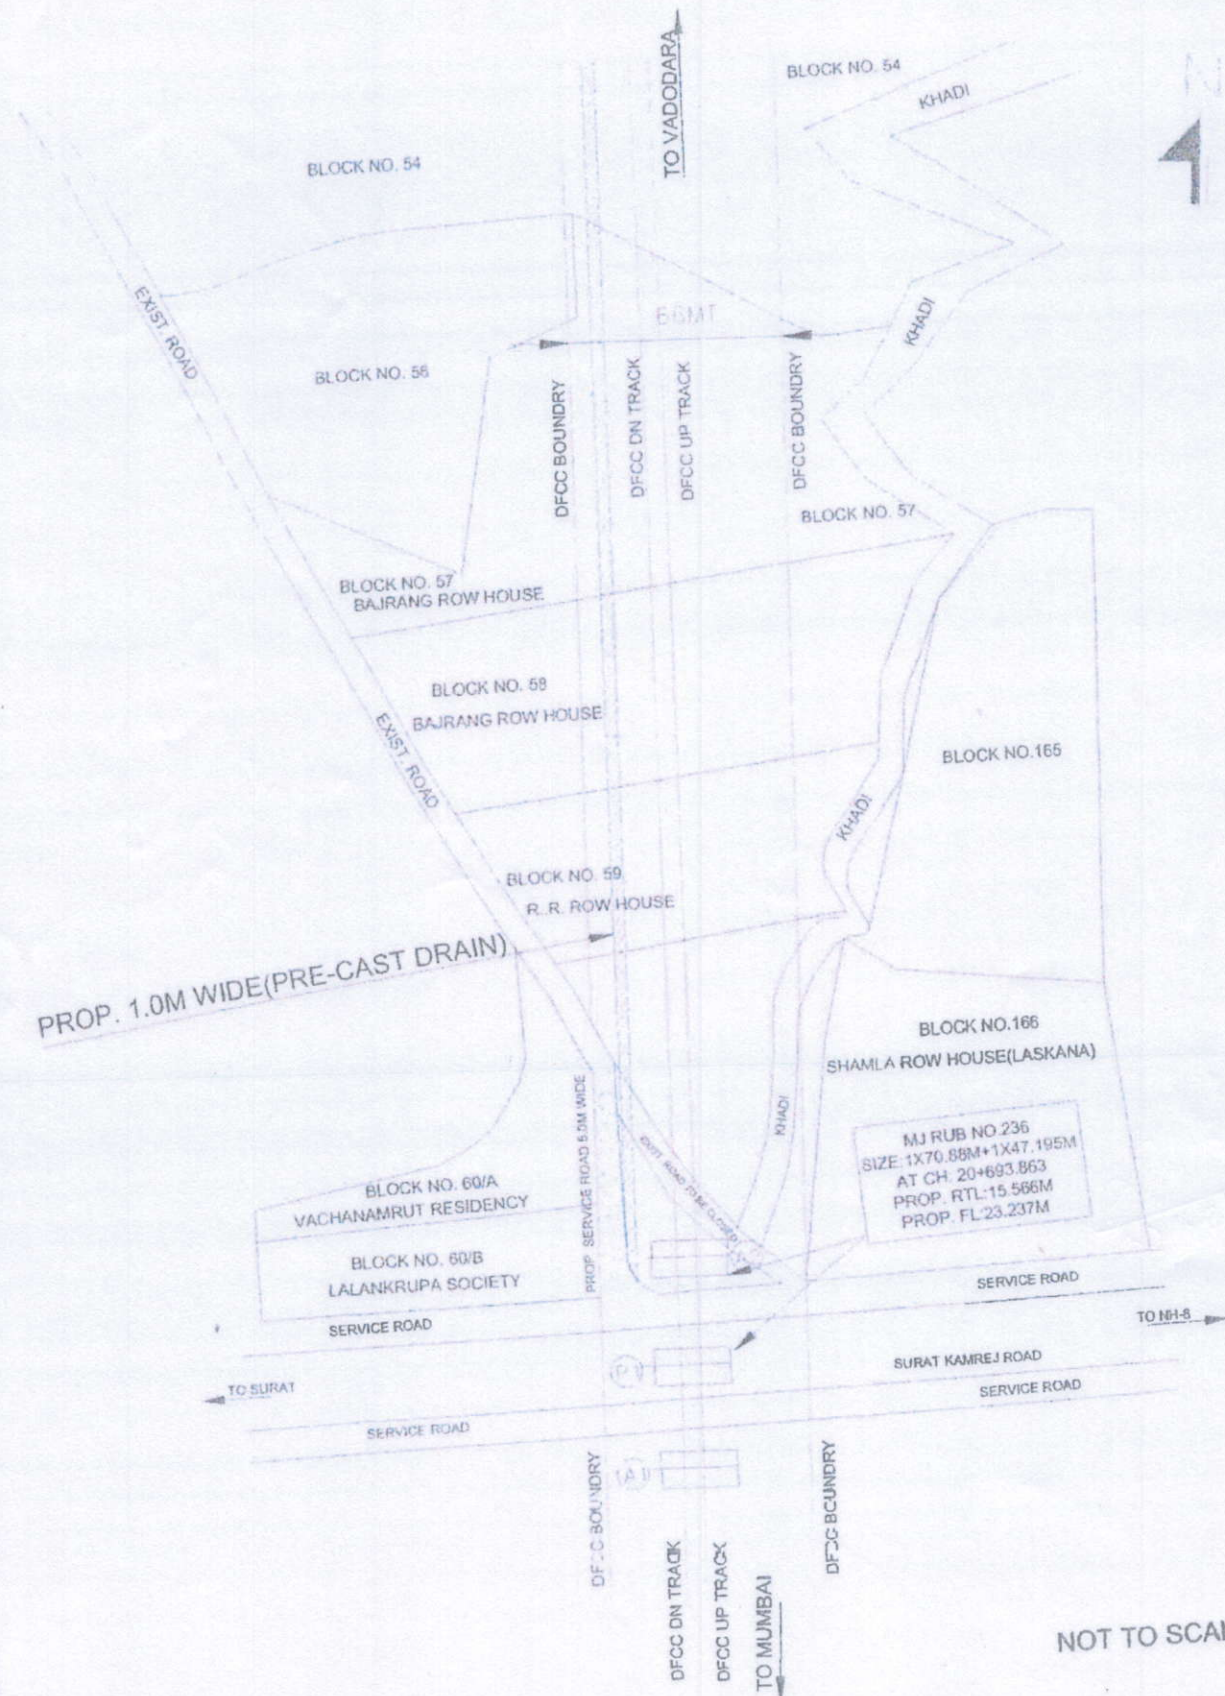 TO VADODARA
BLOCK NO. 54
KHADI
BLOCK NO. 54
EXIST. ROAD
66MT
KHADI
BLOCK NO. 56
DFCC BOUNDRY
DFCC DN TRACK
DFCC UP TRACK
DFCC BOUNDRY
BLOCK NO. 57
BLOCK NO. 57
BAJRANG ROW HOUSE
BLOCK NO. 58
BAJRANG ROW HOUSE
EXIST. ROAD
BLOCK NO.165
KHADI
BLOCK NO. 59
R..R. ROW HOUSE
PROP. 1.0M WIDE(PRE-CAST DRAIN)
BLOCK NO.166
SHAMLA ROW HOUSE(LASKANA)
PROP. SERVICE ROAD 5.5M WIDE
EXIST. ROAD TO BE CLOSED
KHADI
MJ RUB NO.236
SIZE:1X70.88M+1X47.195M
AT CH. 20+693.863
PROP. RTL:15.566M
PROP. FL:23.237M
BLOCK NO. 60/A
VACHANAMRUT RESIDENCY
BLOCK NO. 60/B
LALANKRUPA SOCIETY
SERVICE ROAD
SERVICE ROAD
TO NH-8
SURAT KAMREJ ROAD
TO SURAT
SERVICE ROAD
SERVICE ROAD
DFCC BOUNDRY
DFCC DN TRACK
DFCC UP TRACK
TO MUMBAI
DFCC BOUNDRY
NOT TO SCAL